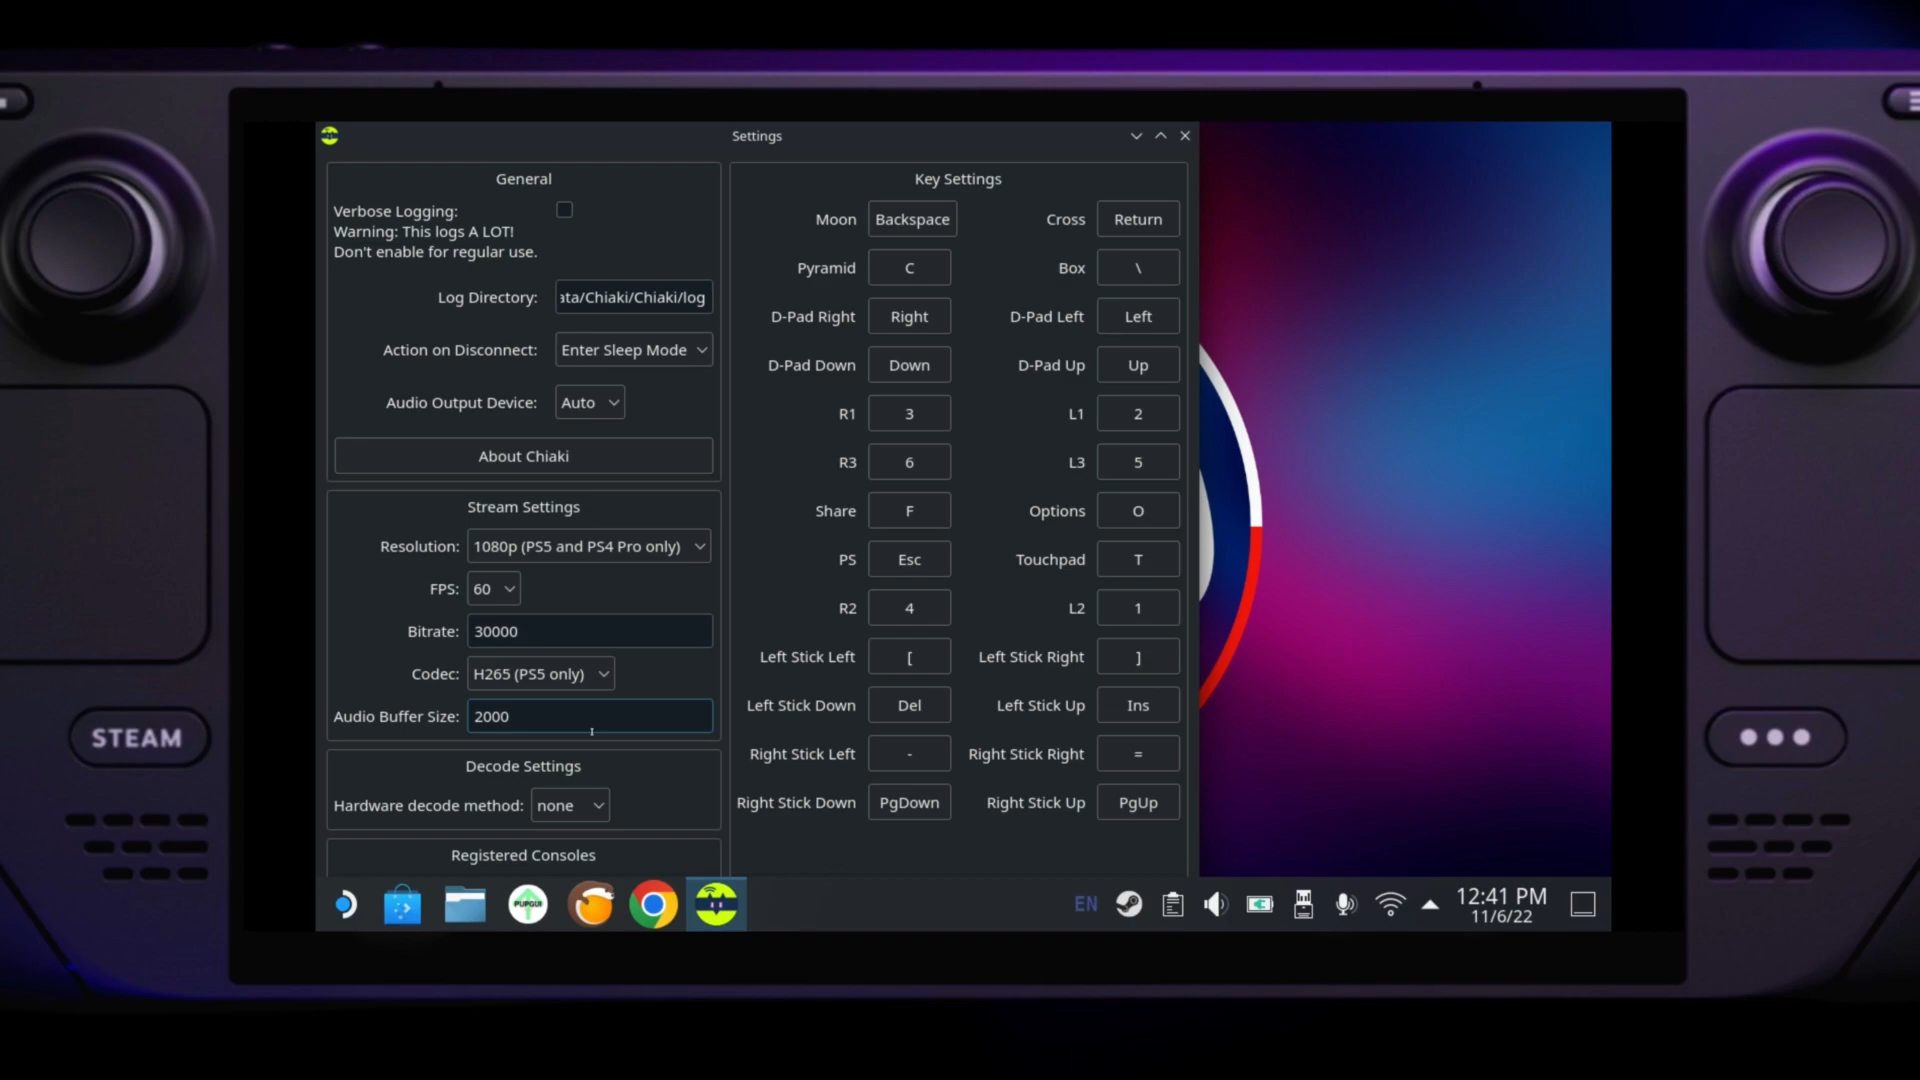 Settings
General
Verbose Logging:
Warning: This logs A LOT!
Don't enable for regular use.
Log Directory: ata/Chiaki/Chiaki/log
Action on Disconnect: Enter Sleep Mode
Audio Output Device: Auto
About Chiaki
Stream Settings
Resolution: 1080p (PS5 and PS4 Pro only)
FPS: 60
Bitrate: 30000
Codec: H265 (PS5 only)
Audio Buffer Size: 2000
Decode Settings
Hardware decode method: none
Registered Consoles
Key Settings
Moon Backspace Cross Return
Pyramid C Box \
D-Pad Right Right D-Pad Left Left
D-Pad Down Down D-Pad Up Up
R1 3 L1 2
R3 6 L3 5
Share F Options O
PS Esc Touchpad T
R2 4 L2 1
Left Stick Left [ Left Stick Right ]
Left Stick Down Del Left Stick Up Ins
Right Stick Left - Right Stick Right =
Right Stick Down PgDown Right Stick Up PgUp
STEAM
PUPGUI
EN
12:41 PM
11/6/22